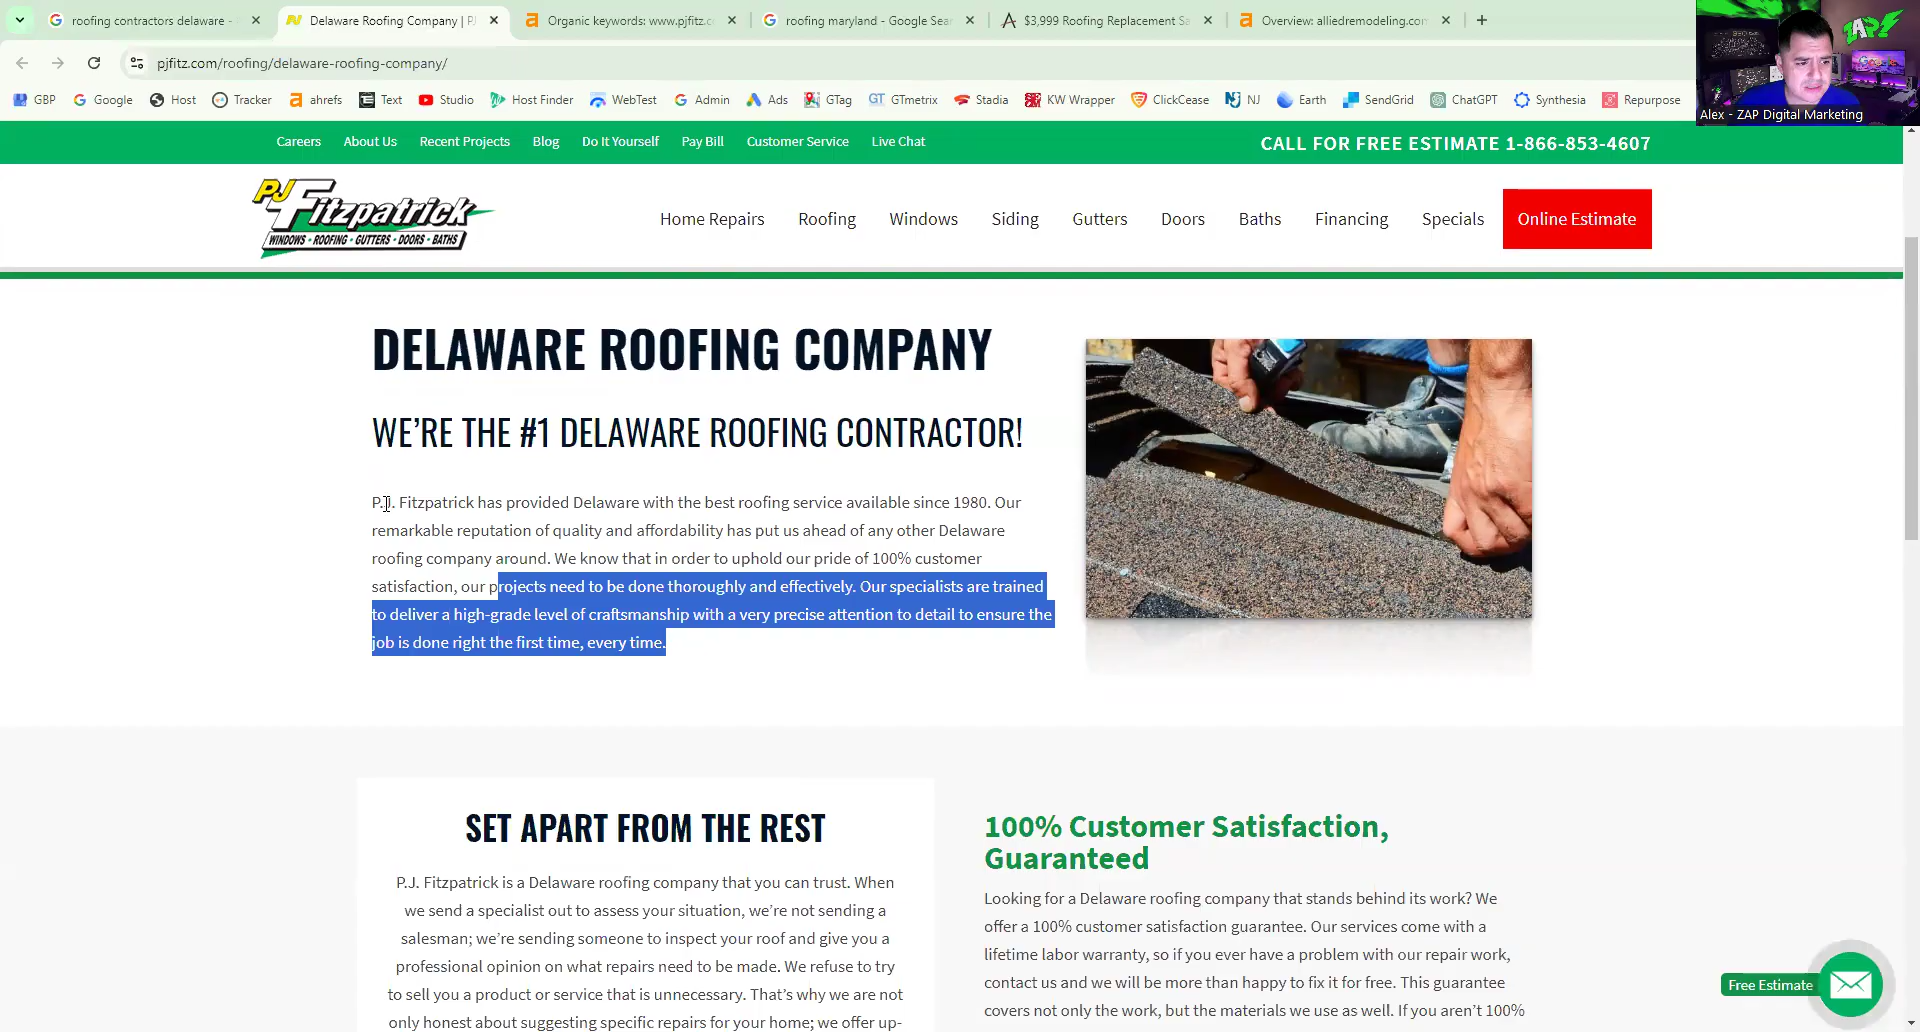 roofing contractors delaware -
Delaware Roofing Company | PJ
Organic keywords: www.pjfitz.c
roofing maryland - Google Sear
$3,999 Roofing Replacement Sa
Overview: alliedremodeling.com
pjfitz.com/roofing/delaware-roofing-company/
GBP
Google
Host
Tracker
ahrefs
Text
Studio
Host Finder
WebTest
Admin
Ads
GTag
GTmetrix
Stadia
KW Wrapper
ClickCease
NJ
Earth
SendGrid
ChatGPT
Synthesia
Repurpose
ZAP!
Google
Alex - ZAP Digital Marketing
Careers
About Us
Recent Projects
Blog
Do It Yourself
Pay Bill
Customer Service
Live Chat
CALL FOR FREE ESTIMATE 1-866-853-4607
PJ Fitzpatrick
WINDOWS • ROOFING • GUTTERS • DOORS • BATHS
Home Repairs
Roofing
Windows
Siding
Gutters
Doors
Baths
Financing
Specials
Online Estimate
DELAWARE ROOFING COMPANY
WE'RE THE #1 DELAWARE ROOFING CONTRACTOR!
P.J. Fitzpatrick has provided Delaware with the best roofing service available since 1980. Our
remarkable reputation of quality and affordability has put us ahead of any other Delaware
roofing company around. We know that in order to uphold our pride of 100% customer
satisfaction, our projects need to be done thoroughly and effectively. Our specialists are trained
to deliver a high-grade level of craftsmanship with a very precise attention to detail to ensure the
job is done right the first time, every time.
SET APART FROM THE REST
P.J. Fitzpatrick is a Delaware roofing company that you can trust. When
we send a specialist out to assess your situation, we're not sending a
salesman; we're sending someone to inspect your roof and give you a
professional opinion on what repairs need to be made. We refuse to try
to sell you a product or service that is unnecessary. That's why we are not
only honest about suggesting specific repairs for your home; we offer up-
100% Customer Satisfaction,
Guaranteed
Looking for a Delaware roofing company that stands behind its work? We
offer a 100% customer satisfaction guarantee. Our services come with a
lifetime labor warranty, so if you ever have a problem with our repair work,
contact us and we will be more than happy to fix it for free. This guarantee
covers not only the work, but the materials we use as well. If you aren't 100%
Free Estimate